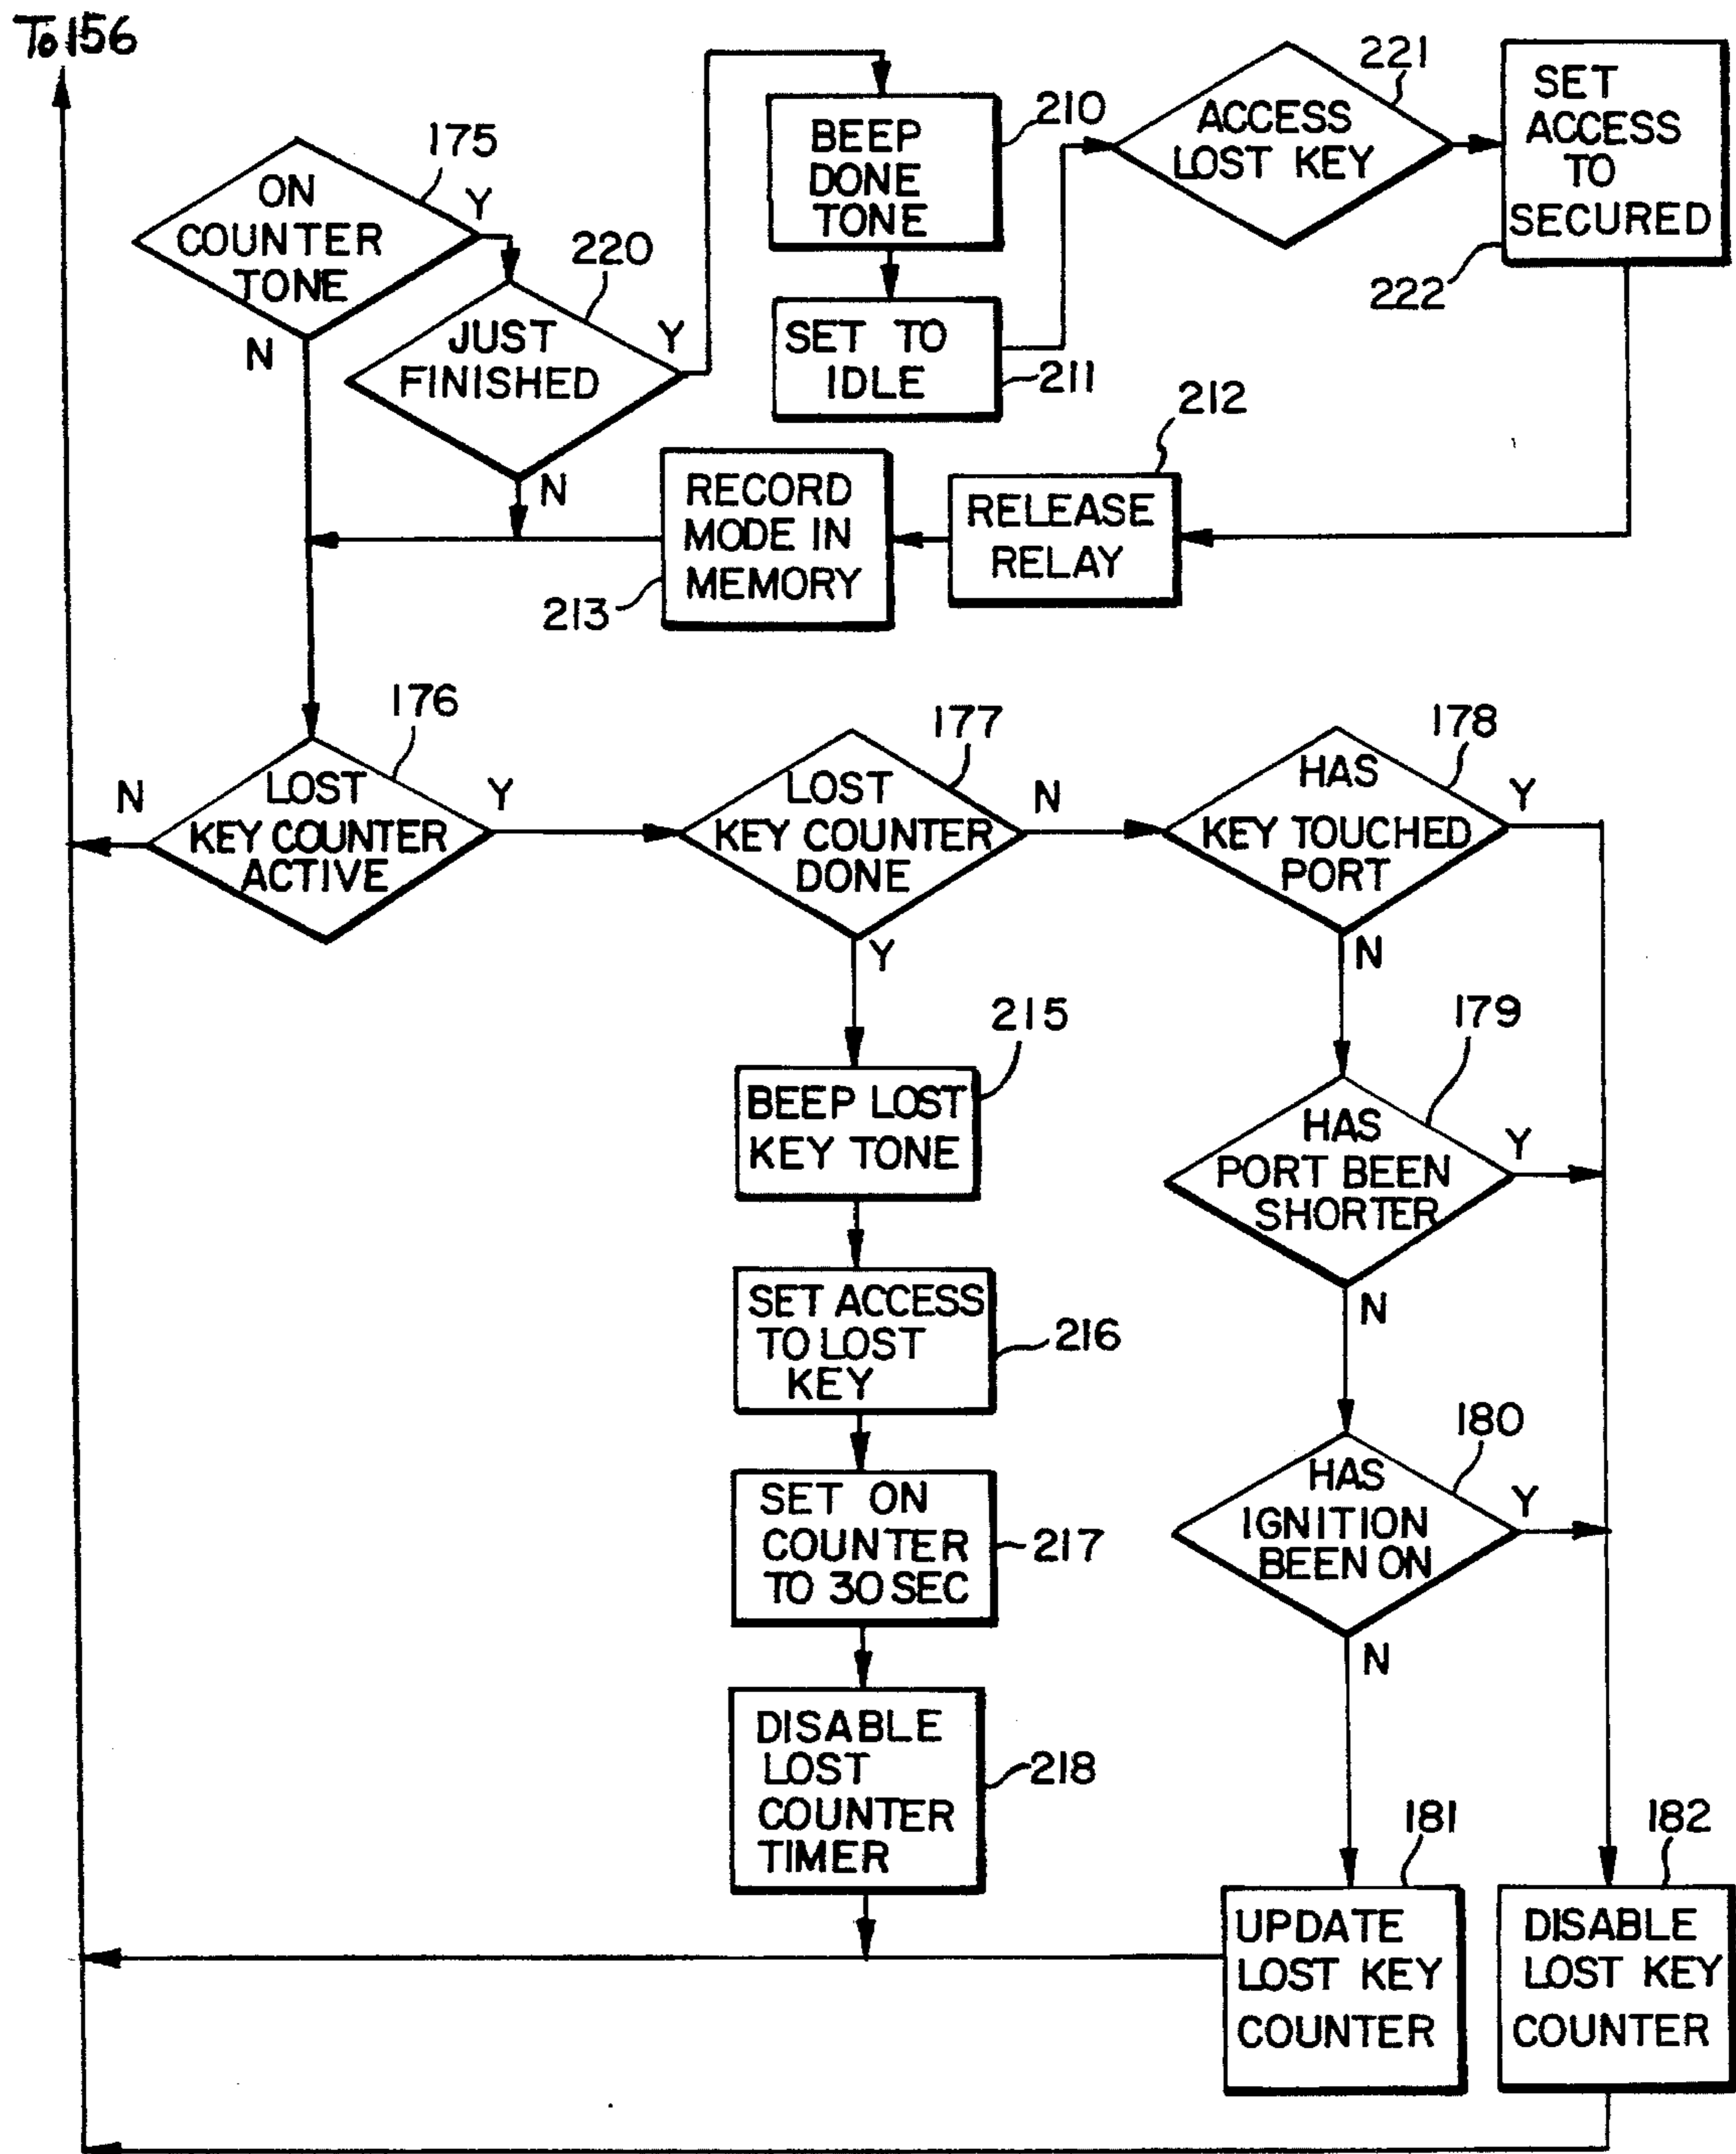 To 156
175
ON
COUNTER
TONE
Y
N
220
JUST
FINISHED
Y
N
BEEP
DONE
TONE
210
SET TO
IDLE
211
ACCESS
LOST KEY
221
SET
ACCESS
TO
SECURED
222
212
RELEASE
RELAY
RECORD
MODE IN
MEMORY
213
176
N
LOST
KEY COUNTER
ACTIVE
Y
177
LOST
KEY COUNTER
DONE
N
Y
178
HAS
KEY TOUCHED
PORT
Y
N
215
BEEP LOST
KEY TONE
179
HAS
PORT BEEN
SHORTER
Y
N
SET ACCESS
TO LOST
KEY
216
180
HAS
IGNITION
BEEN ON
Y
N
SET ON
COUNTER
TO 30 SEC
217
DISABLE
LOST
COUNTER
TIMER
218
181
UPDATE
LOST KEY
COUNTER
182
DISABLE
LOST KEY
COUNTER